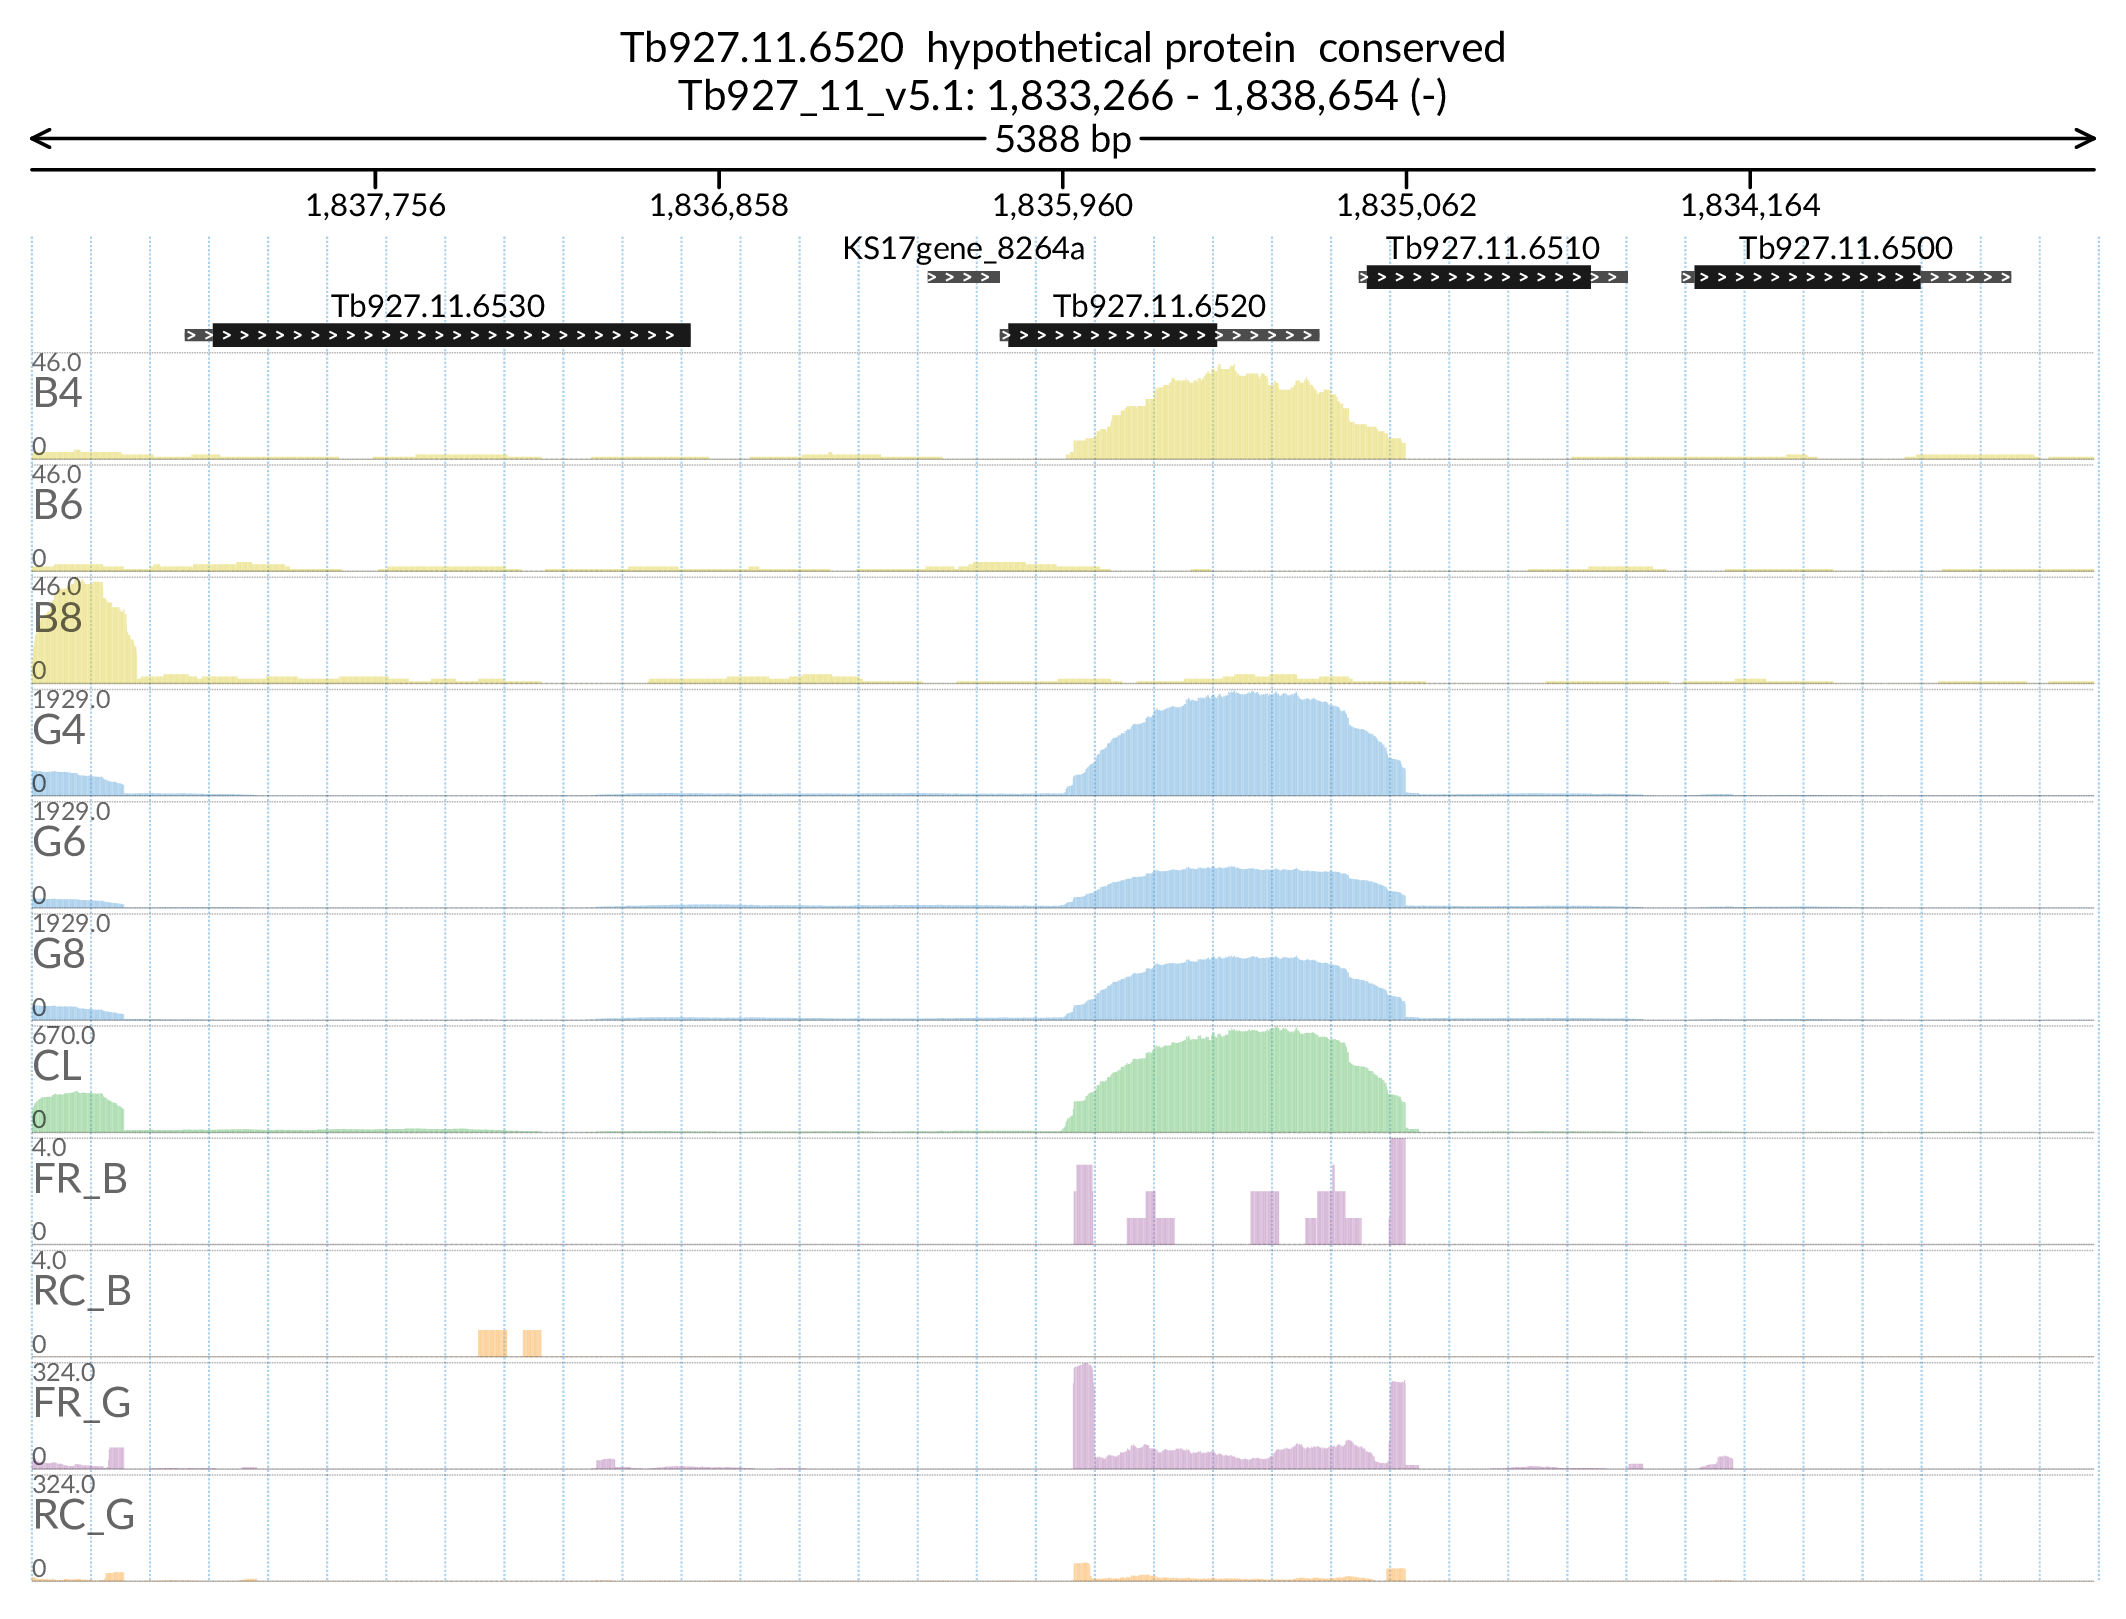 Tb927.11.6520 hypothetical protein conserved
Tb927_11_v5.1: 1,833,266 - 1,838,654 (-)
5388 bp
1,837,756 1,836,858 1,835,960 1,835,062 1,834,164
KS17gene_8264a Tb927.11.6510 Tb927.11.6500
Tb927.11.6530 Tb927.11.6520
46.0
B4
0
46.0
B6
0
46.0
B8
0
1929.0
G4
0
1929.0
G6
0
1929.0
G8
0
670.0
CL
0
4.0
FR_B
0
4.0
RC_B
0
324.0
FR_G
0
324.0
RC_G
0